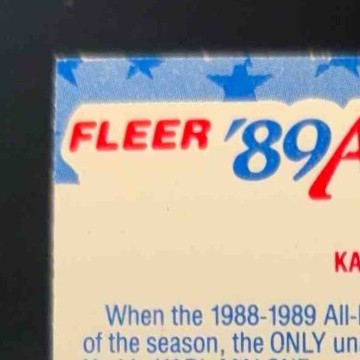 FLEER '89 A
KA
When the 1988-1989 All-
of the season, the ONLY un